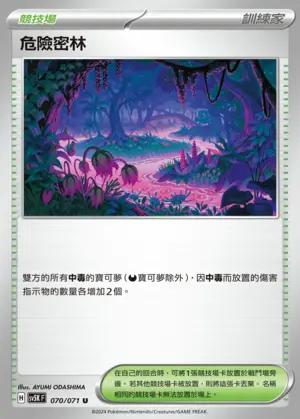 競技場
訓練家
危險密林
雙方的所有中毒的寶可夢（寶可夢除外），因中毒而放置的傷害
指示物的數量各增加2個。
Illus. AYUMI ODASHIMA
在自己的回合時，可將1張競技場卡放置於戰鬥場旁
邊。若其他競技場卡被放置，則將這張卡丟棄。名稱
相同的競技場卡無法放置於場上。
H SV5K F 070/071 U
©2024 Pokémon/Nintendo/Creatures/GAME FREAK.